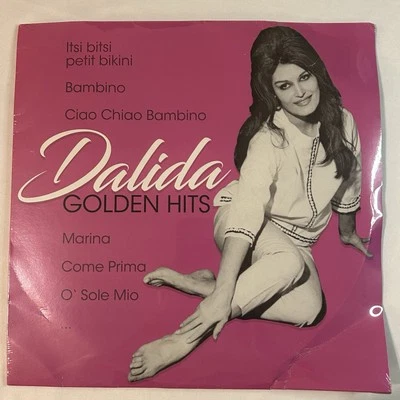 Itsi bitsi
petit bikini
Bambino
Ciao Chiao Bambino
Dalida
GOLDEN HITS
Marina
Come Prima
O' Sole Mio
...